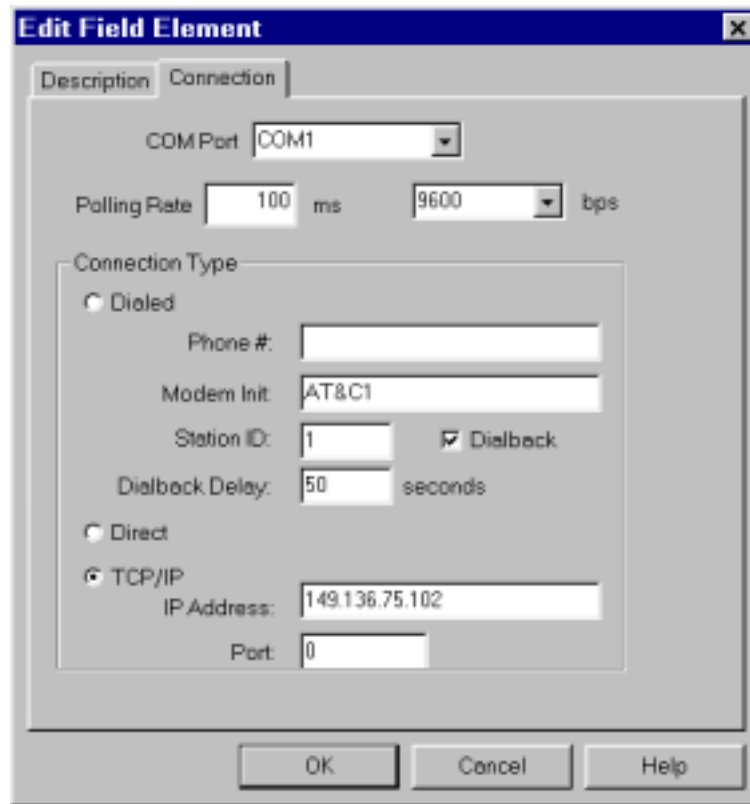 Edit Field Element
Description Connection
COM Port COM1
Polling Rate 100 ms 9600 bps
Connection Type
Dialed
Phone #:
Modem Init: AT&C1
Station ID: 1 Dialback
Dialback Delay: 50 seconds
Direct
TCP/IP
IP Address: 149.136.75.102
Port: 0
OK Cancel Help